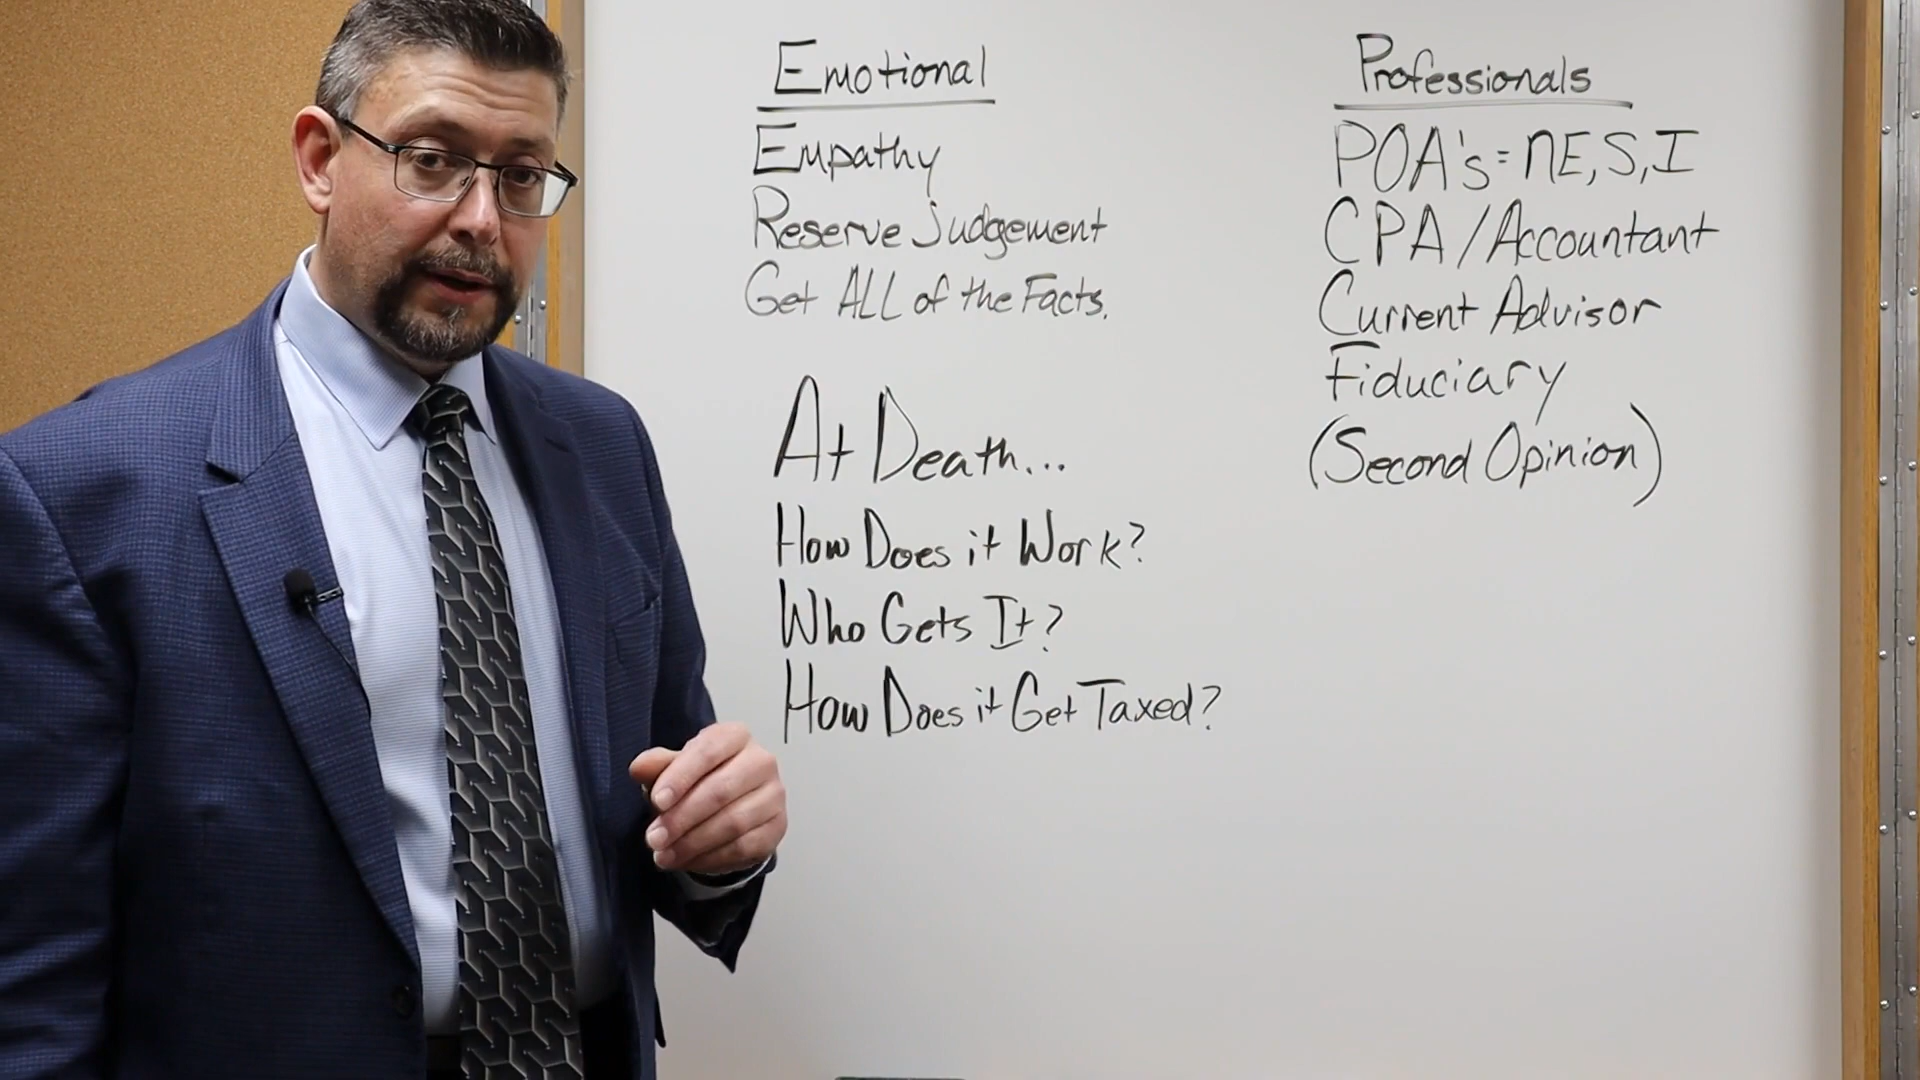 Emotional
Empathy
Reserve Judgement
Get ALL of the Facts.
At Death...
How Does it Work?
Who Gets It?
How Does it Get Taxed?
Professionals
POA's = NE, S, I
CPA / Accountant
Current Advisor
Fiduciary
(Second Opinion)